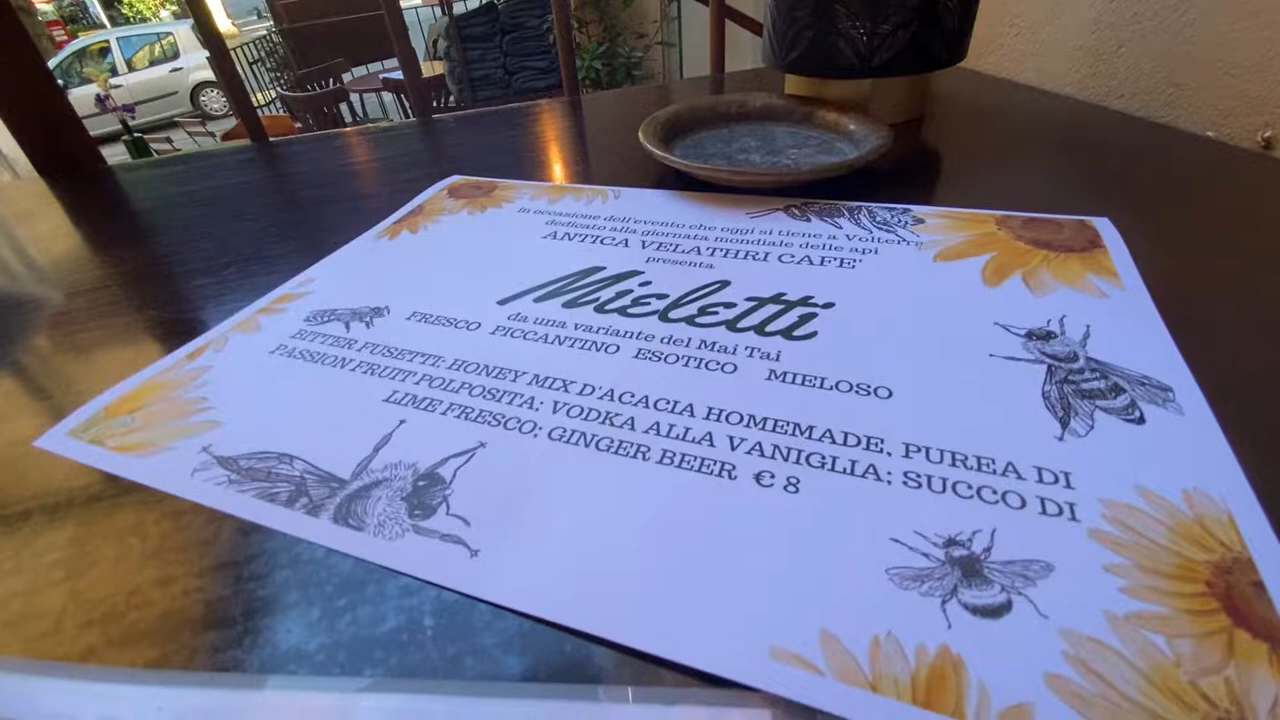 in occasione dell'evento che oggi si tiene a Volterra
dedicato alla giornata mondiale delle api
ANTICA VELATHRI CAFE'
presenta
Mieletti
da una variante del Mai Tai
FRESCO PICCANTINO ESOTICO MIELOSO
BITTER FUSETTI; HONEY MIX D'ACACIA HOMEMADE, PUREA DI
PASSION FRUIT POLPOSITA; VODKA ALLA VANIGLIA; SUCCO DI
LIME FRESCO; GINGER BEER € 8